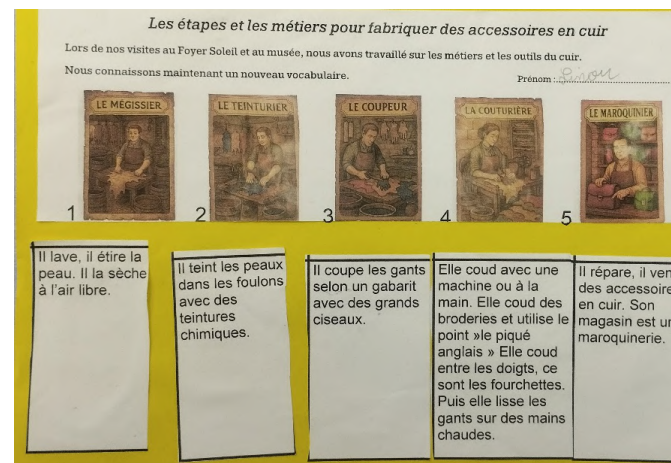 Les étapes et les métiers pour fabriquer des accessoires en cuir
Lors de nos visites au Foyer Soleil et au musée, nous avons travaillé sur les métiers et les outils du cuir.
Nous connaissons maintenant un nouveau vocabulaire.
Prénom :
LE MÉGISSIER
LE TEINTURIER
LE COUPEUR
LA COUTURIÈRE
LE MAROQUINIER
1
2
3
4
5
Il lave, il étire la
peau. Il la sèche
à l'air libre.
Il teint les peaux
dans les foulons
avec des
teintures
chimiques.
Il coupe les gants
selon un gabarit
avec des grands
ciseaux.
Elle coud avec une
machine ou à la
main. Elle coud des
broderies et utilise le
point »le piqué
anglais » Elle coud
entre les doigts, ce
sont les fourchettes.
Puis elle lisse les
gants sur des mains
chaudes.
Il répare, il ven
des accessoire
en cuir. Son
magasin est un
maroquinerie.